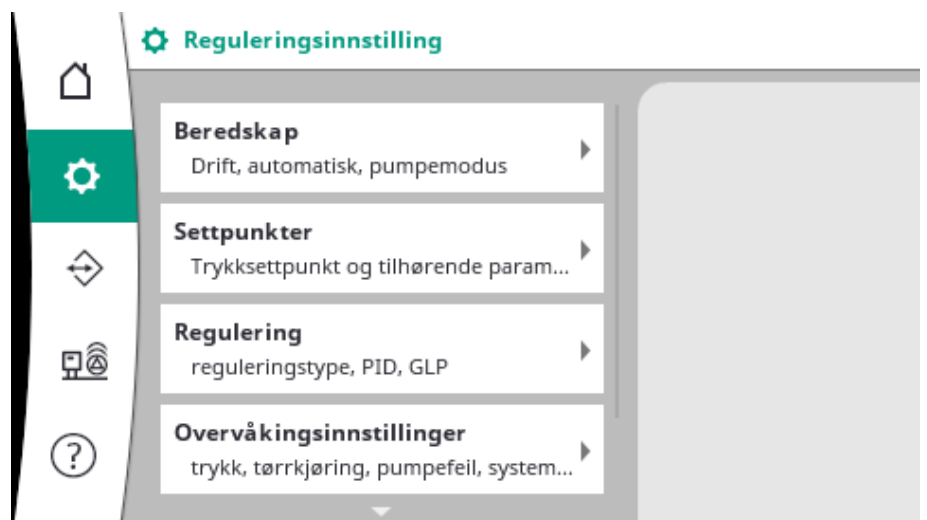 Reguleringsinnstilling
Beredskap
Drift, automatisk, pumpemodus
Settpunkter
Trykksettpunkt og tilhørende param...
Regulering
reguleringstype, PID, GLP
Overvåkingsinnstillinger
trykk, tørrkjøring, pumpefeil, system...
?